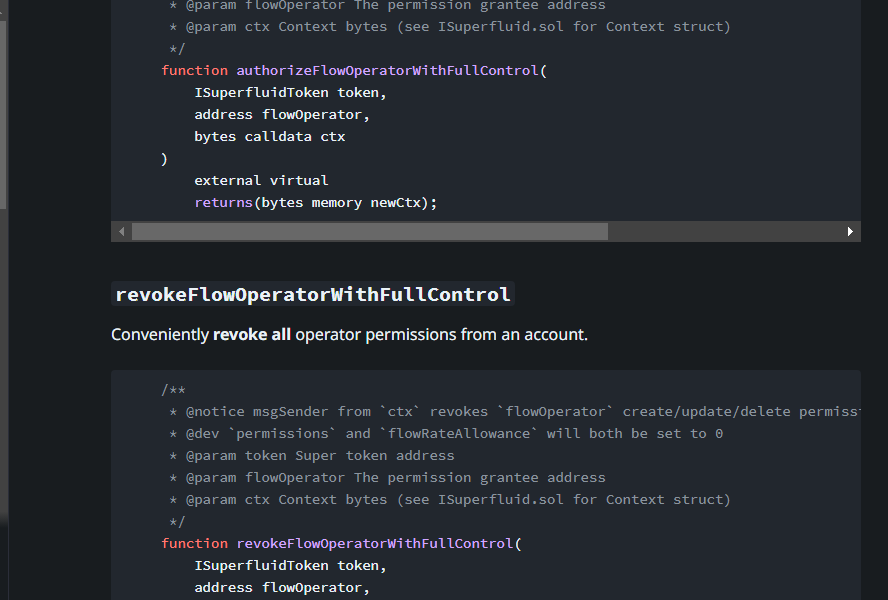 * @param flowOperator The permission grantee address
* @param ctx Context bytes (see ISuperfluid.sol for Context struct)
*/
function authorizeFlowOperatorWithFullControl(
ISuperfluidToken token,
address flowOperator,
bytes calldata ctx
)
external virtual
returns(bytes memory newCtx);
revokeFlowOperatorWithFullControl
Conveniently revoke all operator permissions from an account.
/**
* @notice msgSender from `ctx` revokes `flowOperator` create/update/delete permiss
* @dev `permissions` and `flowRateAllowance` will both be set to 0
* @param token Super token address
* @param flowOperator The permission grantee address
* @param ctx Context bytes (see ISuperfluid.sol for Context struct)
*/
function revokeFlowOperatorWithFullControl(
ISuperfluidToken token,
address flowOperator,